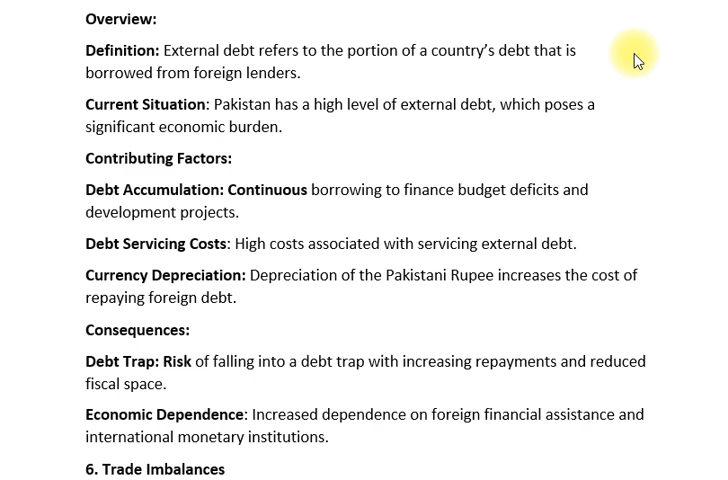 Overview:
Definition: External debt refers to the portion of a country’s debt that is
borrowed from foreign lenders.
Current Situation: Pakistan has a high level of external debt, which poses a
significant economic burden.
Contributing Factors:
Debt Accumulation: Continuous borrowing to finance budget deficits and
development projects.
Debt Servicing Costs: High costs associated with servicing external debt.
Currency Depreciation: Depreciation of the Pakistani Rupee increases the cost of
repaying foreign debt.
Consequences:
Debt Trap: Risk of falling into a debt trap with increasing repayments and reduced
fiscal space.
Economic Dependence: Increased dependence on foreign financial assistance and
international monetary institutions.
6. Trade Imbalances